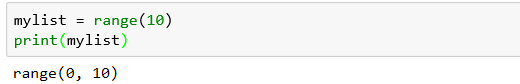 mylist = range(10)
print(mylist)
range(0, 10)